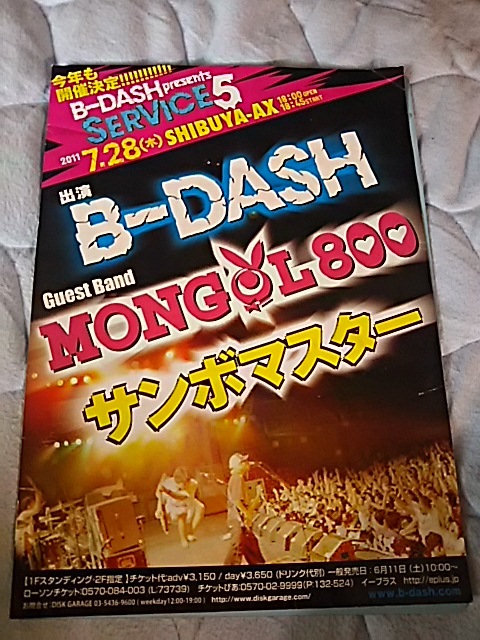 今年も
開催決定!!!!!!!!!!!
B-DASH presents
SERVICE5
2011 7.28(木) SHIBUYA-AX 18:00 OPEN
18:45 START
出演
B-DASH
Guest Band
MONGOL800
サンボマスター
【1Fスタンディング・2F指定】チケット代:adv¥3,150 / day¥3,650 (ドリンク代別) 一般発売日:6月11日(土)10:00〜
ローソンチケット:0570-084-003 (L:73739) チケットぴあ:0570-02-9999(P:132-524) イープラス http://eplus.jp
お問合せ:DISK GARAGE 03-5436-9600 (weekday12:00-19:00) http://www.diskgarage.com/ www.b-dash.com